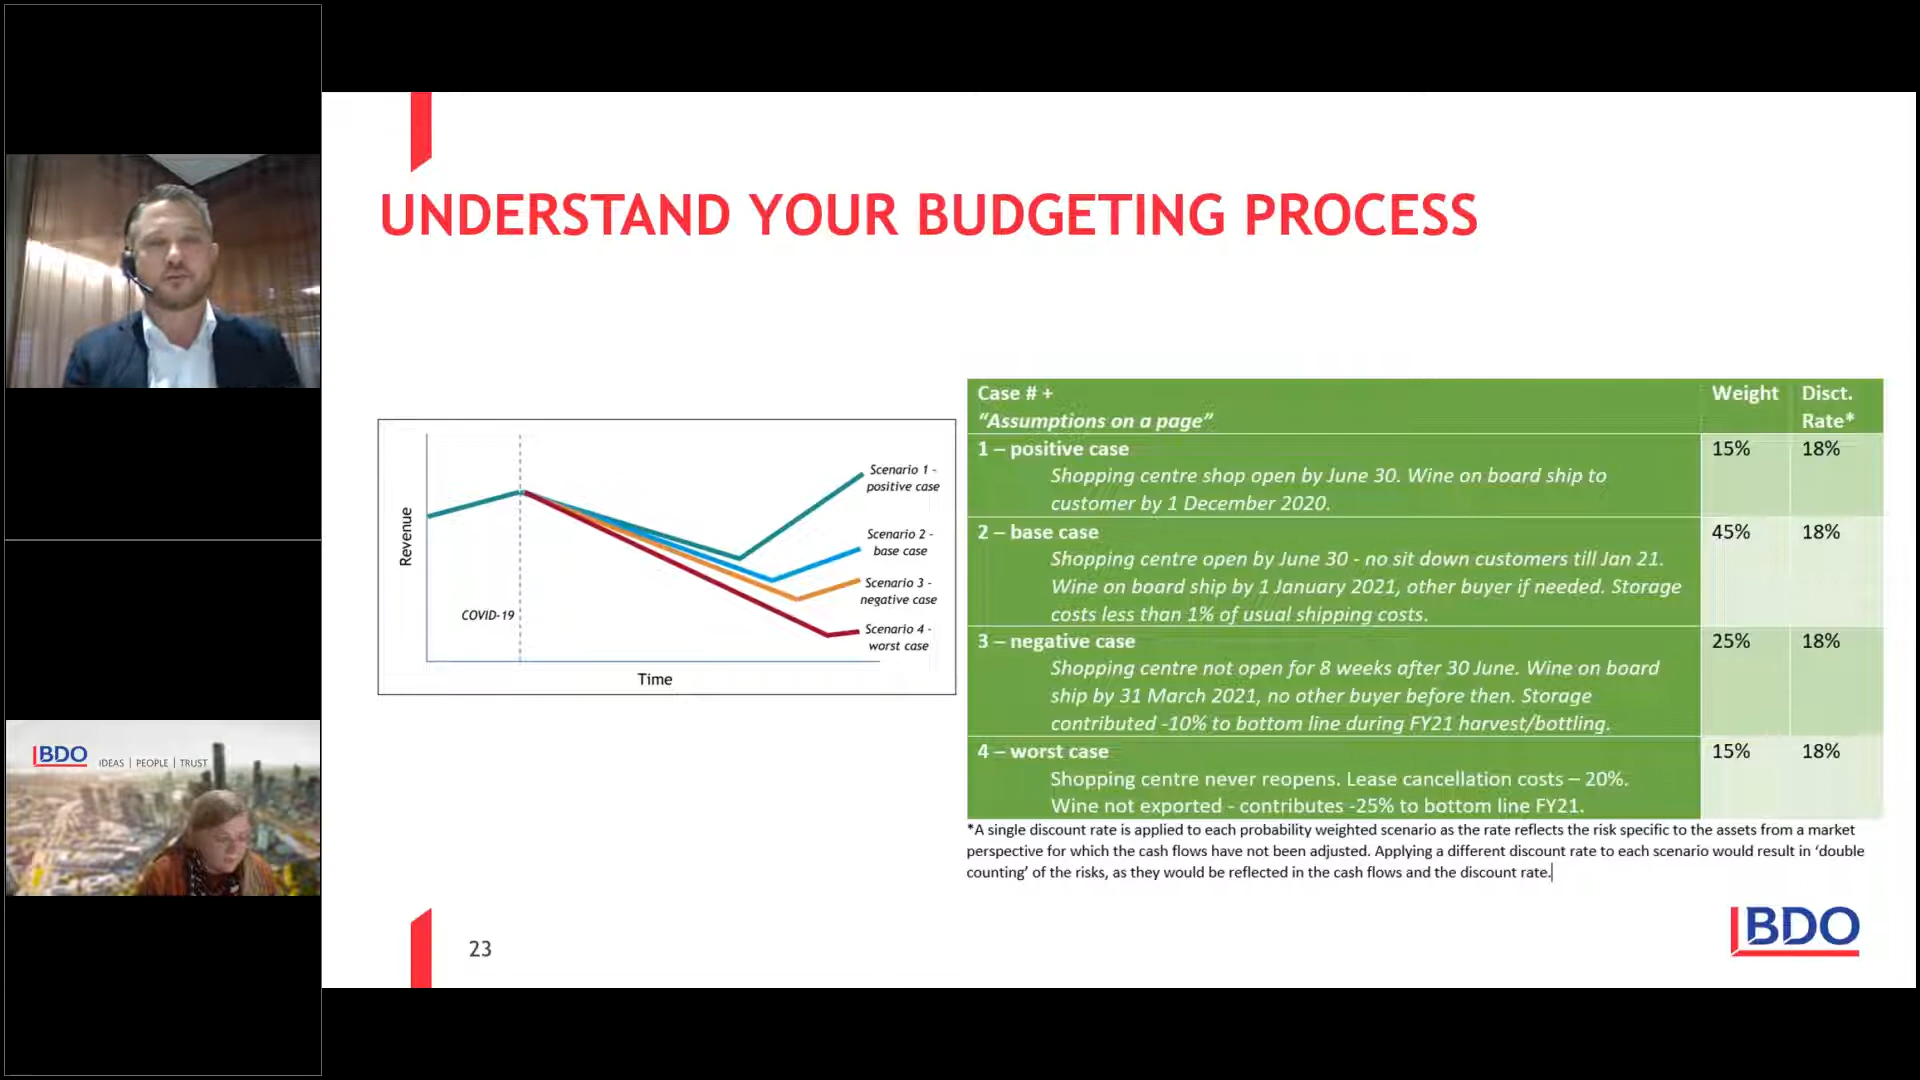 UNDERSTAND YOUR BUDGETING PROCESS
Revenue
COVID-19
Time
Scenario 1 -
positive case
Scenario 2 -
base case
Scenario 3 -
negative case
Scenario 4 -
worst case
Case # +
“Assumptions on a page”
Weight
Disct.
Rate*
1 – positive case
Shopping centre shop open by June 30. Wine on board ship to
customer by 1 December 2020.
15%
18%
2 – base case
Shopping centre open by June 30 - no sit down customers till Jan 21.
Wine on board ship by 1 January 2021, other buyer if needed. Storage
costs less than 1% of usual shipping costs.
45%
18%
3 – negative case
Shopping centre not open for 8 weeks after 30 June. Wine on board
ship by 31 March 2021, no other buyer before then. Storage
contributed -10% to bottom line during FY21 harvest/bottling.
25%
18%
4 – worst case
Shopping centre never reopens. Lease cancellation costs – 20%.
Wine not exported - contributes -25% to bottom line FY21.
15%
18%
*A single discount rate is applied to each probability weighted scenario as the rate reflects the risk specific to the assets from a market
perspective for which the cash flows have not been adjusted. Applying a different discount rate to each scenario would result in ‘double
counting’ of the risks, as they would be reflected in the cash flows and the discount rate.
23
BDO
BDO
IDEAS | PEOPLE | TRUST